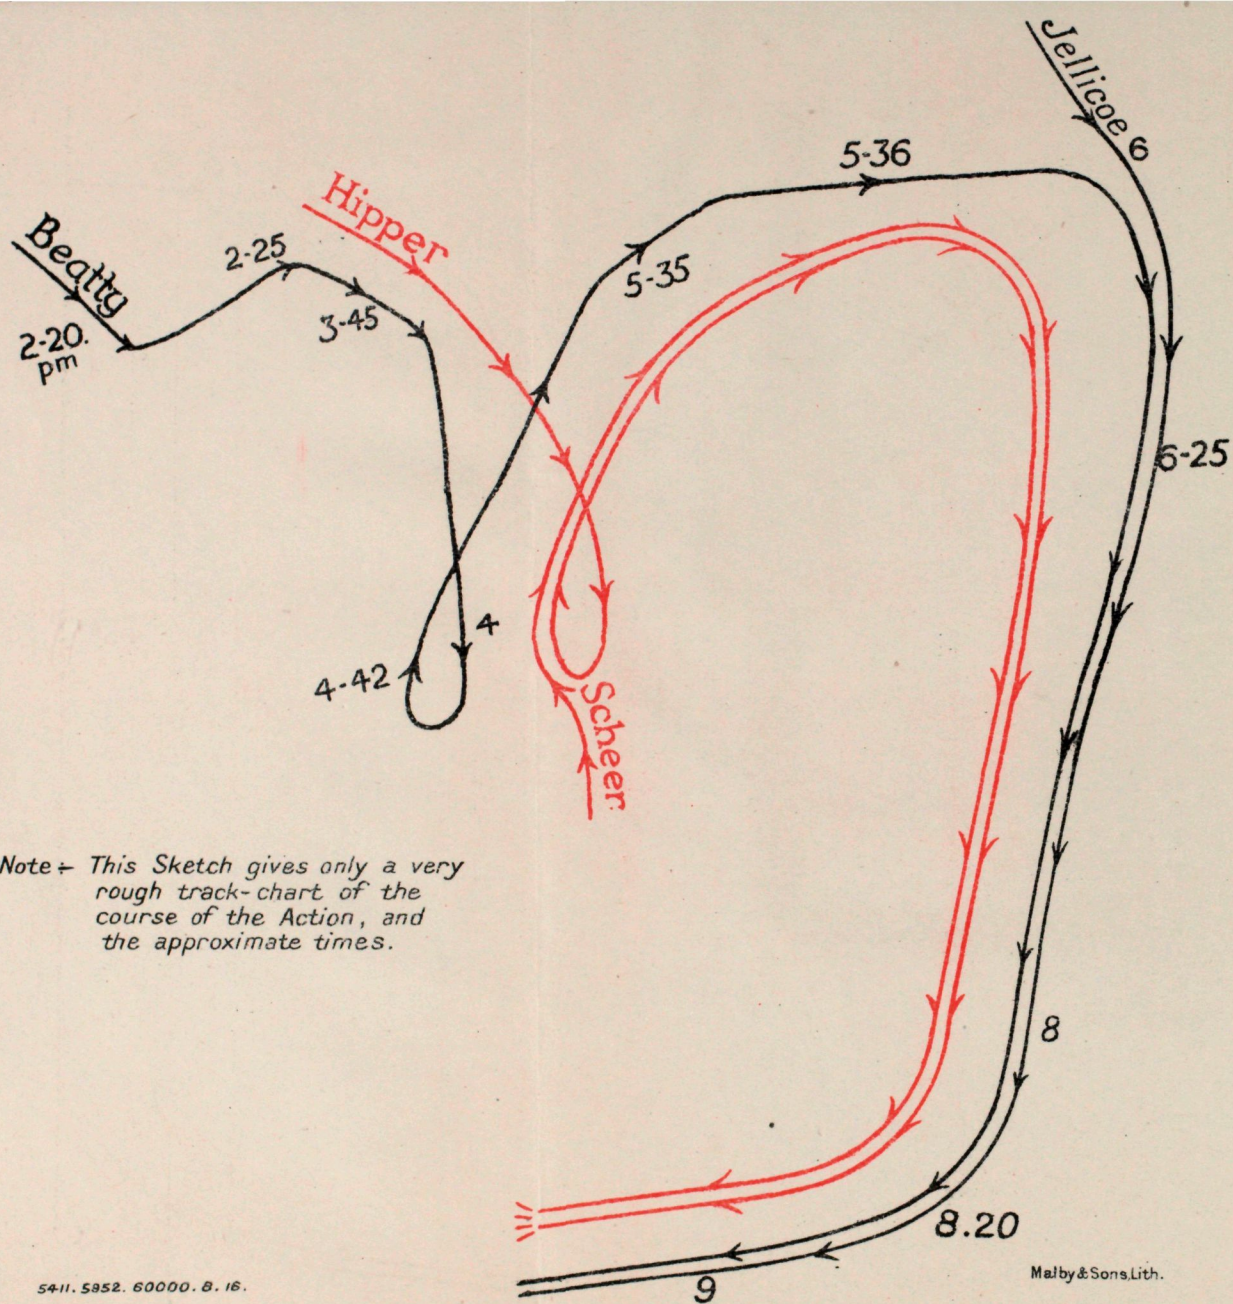 Jellicoe 6
5-36
Hipper
Beatty
2-25
5-35
3-45
2-20.
pm
6-25
4
4-42
Scheer
Note:- This Sketch gives only a very
rough track-chart of the
course of the Action, and
the approximate times.
8
8.20
9
5411. 5952. 60000. 8. 16.
Malby & Sons, Lith.